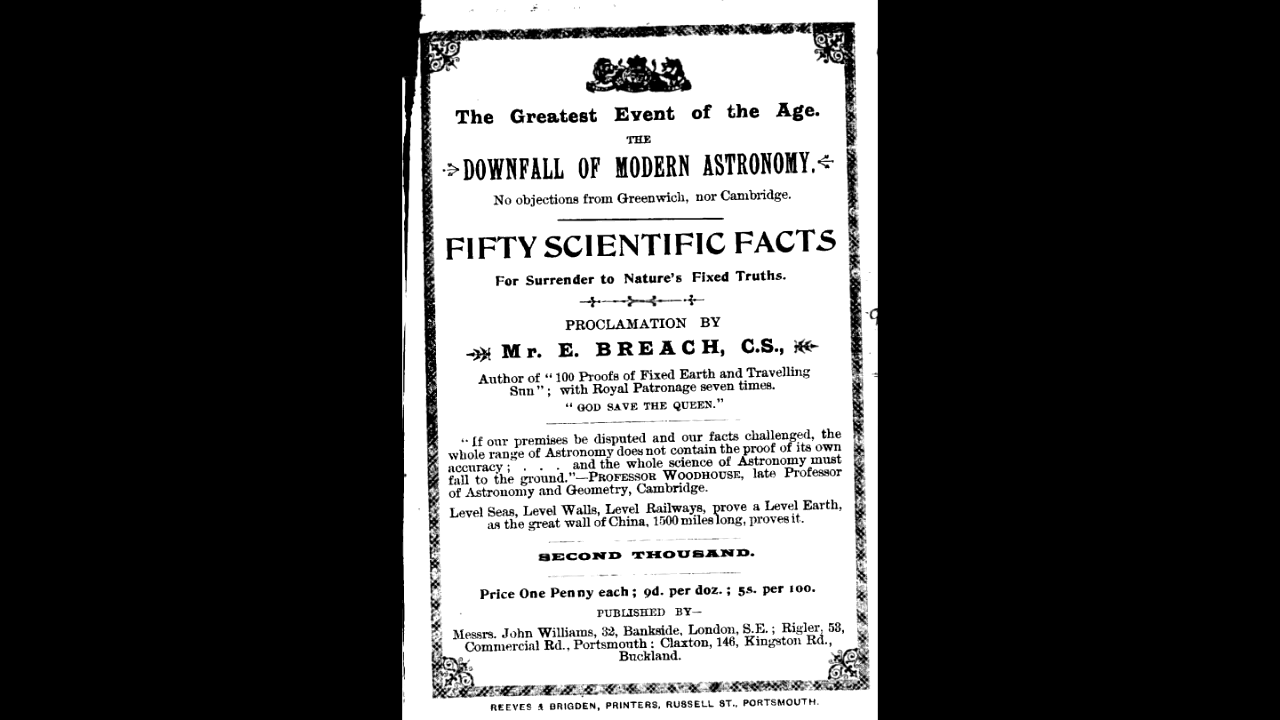 The Greatest Event of the Age.
THE
DOWNFALL OF MODERN ASTRONOMY.
No objections from Greenwich, nor Cambridge.
FIFTY SCIENTIFIC FACTS
For Surrender to Nature's Fixed Truths.
PROCLAMATION BY
Mr. E. BREACH, C.S.,
Author of "100 Proofs of Fixed Earth and Travelling
Sun"; with Royal Patronage seven times.
"GOD SAVE THE QUEEN."
"If our premises be disputed and our facts challenged, the
whole range of Astronomy does not contain the proof of its own
accuracy; . . . and the whole science of Astronomy must
fall to the ground."—PROFESSOR WOODHOUSE, late Professor
of Astronomy and Geometry, Cambridge.
Level Seas, Level Walls, Level Railways, prove a Level Earth,
as the great wall of China, 1500 miles long, proves it.
SECOND THOUSAND.
Price One Penny each; 9d. per doz.; 5s. per 100.
PUBLISHED BY—
Messrs. John Williams, 32, Bankside, London, S.E.; Rigler, 53,
Commercial Rd., Portsmouth: Claxton, 146, Kingston Rd.,
Buckland.
REEVES & BRIGDEN, PRINTERS, RUSSELL ST., PORTSMOUTH.